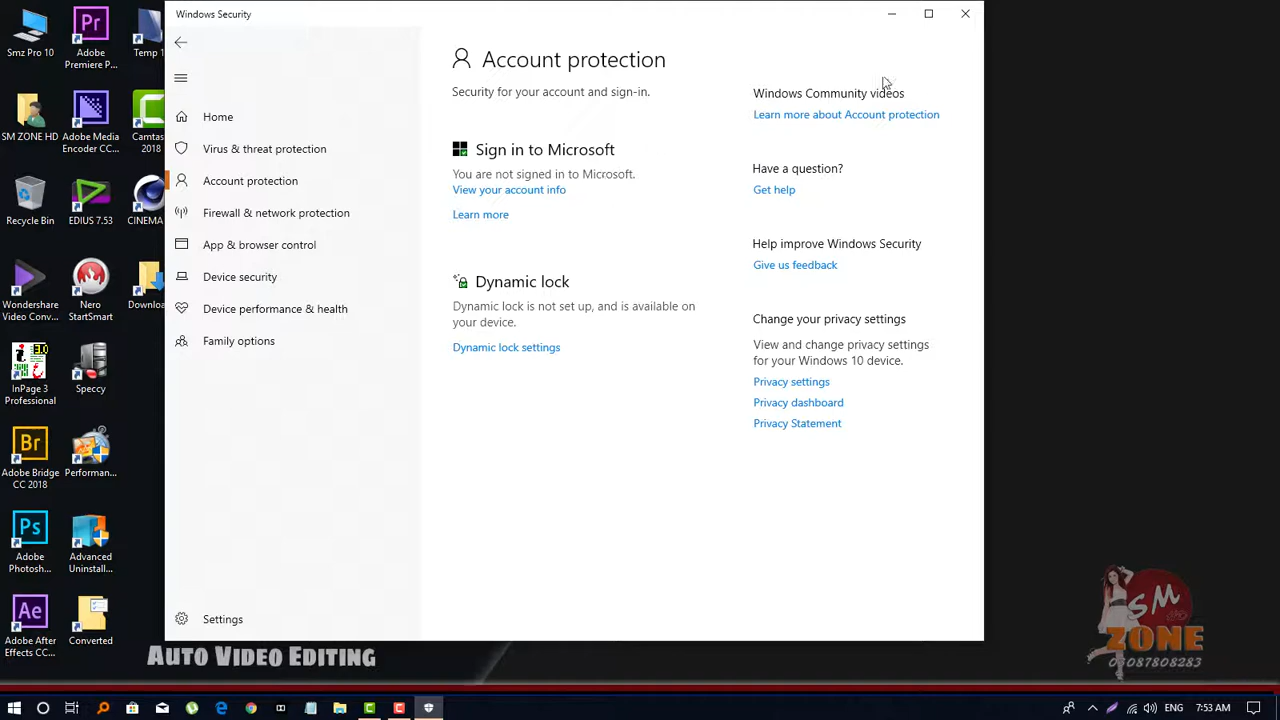 Windows Security
Smz Pro 10
Adobe
Premiere P...
Temp 1
SM ZONE HD
Adobe Media
Encoder CC...
Camtas
2018
Recycle Bin
EDIUS 7.53
CINEMA
Wondershare
Video Conv...
Nero
StartSmart
Downloa
InPage 3
Professional
Speccy
Adobe Bridge
CC 2018
Performan...
Adobe
Photosh...
Advanced
Uninstall...
Adobe After
Effects CC...
Converted
Home
Virus & threat protection
Account protection
Firewall & network protection
App & browser control
Device security
Device performance & health
Family options
Settings
Account protection
Security for your account and sign-in.
Sign in to Microsoft
You are not signed in to Microsoft.
View your account info
Learn more
Dynamic lock
Dynamic lock is not set up, and is available on
your device.
Dynamic lock settings
Windows Community videos
Learn more about Account protection
Have a question?
Get help
Help improve Windows Security
Give us feedback
Change your privacy settings
View and change privacy settings
for your Windows 10 device.
Privacy settings
Privacy dashboard
Privacy Statement
AUTO VIDEO EDITING
SM
ZONE
03087808283
ENG
7:53 AM